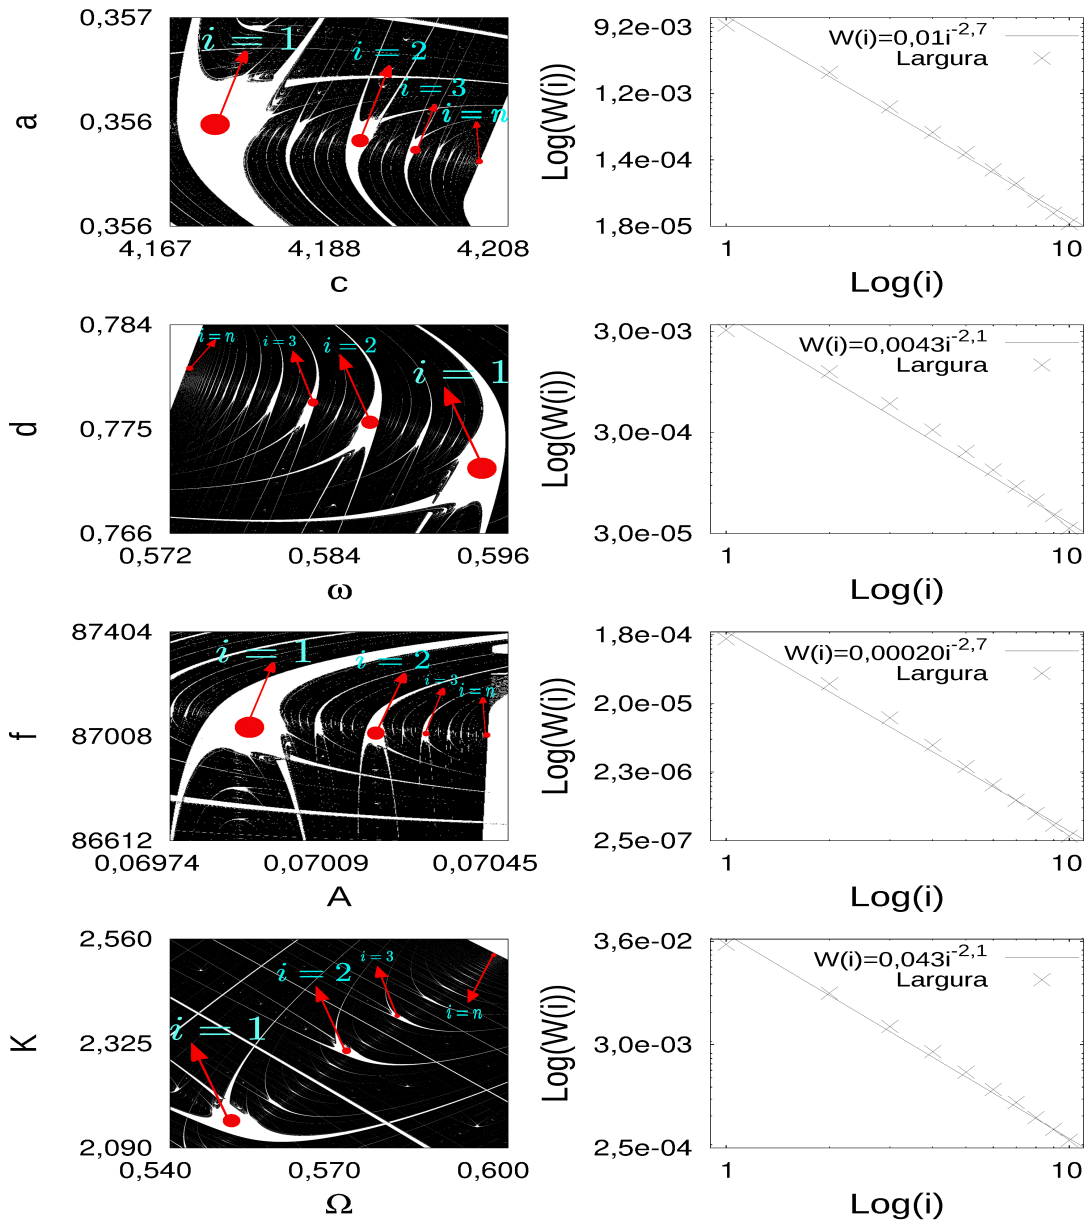 0,357
0,356
0,356
a
4,167 4,188 4,208
c
i = 1
i = 2
i = 3
i = n
9,2e-03
1,2e-03
1,4e-04
1,8e-05
Log(W(i))
1 10
Log(i)
W(i)=0,01i-2,7
Largura
0,784
0,775
0,766
d
0,572 0,584 0,596
ω
i = n
i = 3
i = 2
i = 1
3,0e-03
3,0e-04
3,0e-05
Log(W(i))
1 10
Log(i)
W(i)=0,0043i-2,1
Largura
87404
87008
86612
f
0,06974 0,07009 0,07045
A
i = 1
i = 2
i = 3
i = n
1,8e-04
2,0e-05
2,3e-06
2,5e-07
Log(W(i))
1 10
Log(i)
W(i)=0,00020i-2,7
Largura
2,560
2,325
2,090
K
0,540 0,570 0,600
Ω
i = 1
i = 2
i = 3
i = n
3,6e-02
3,0e-03
2,5e-04
Log(W(i))
1 10
Log(i)
W(i)=0,043i-2,1
Largura